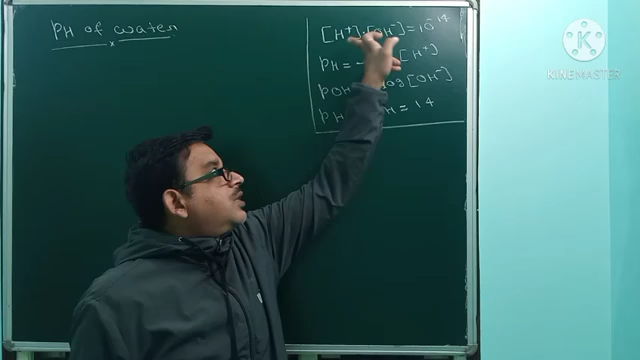 PH of water
[H⁺][OH⁻]=10⁻¹⁴
PH = - [H⁺]
POH log [OH⁻]
PH H = 14
KINEMASTER